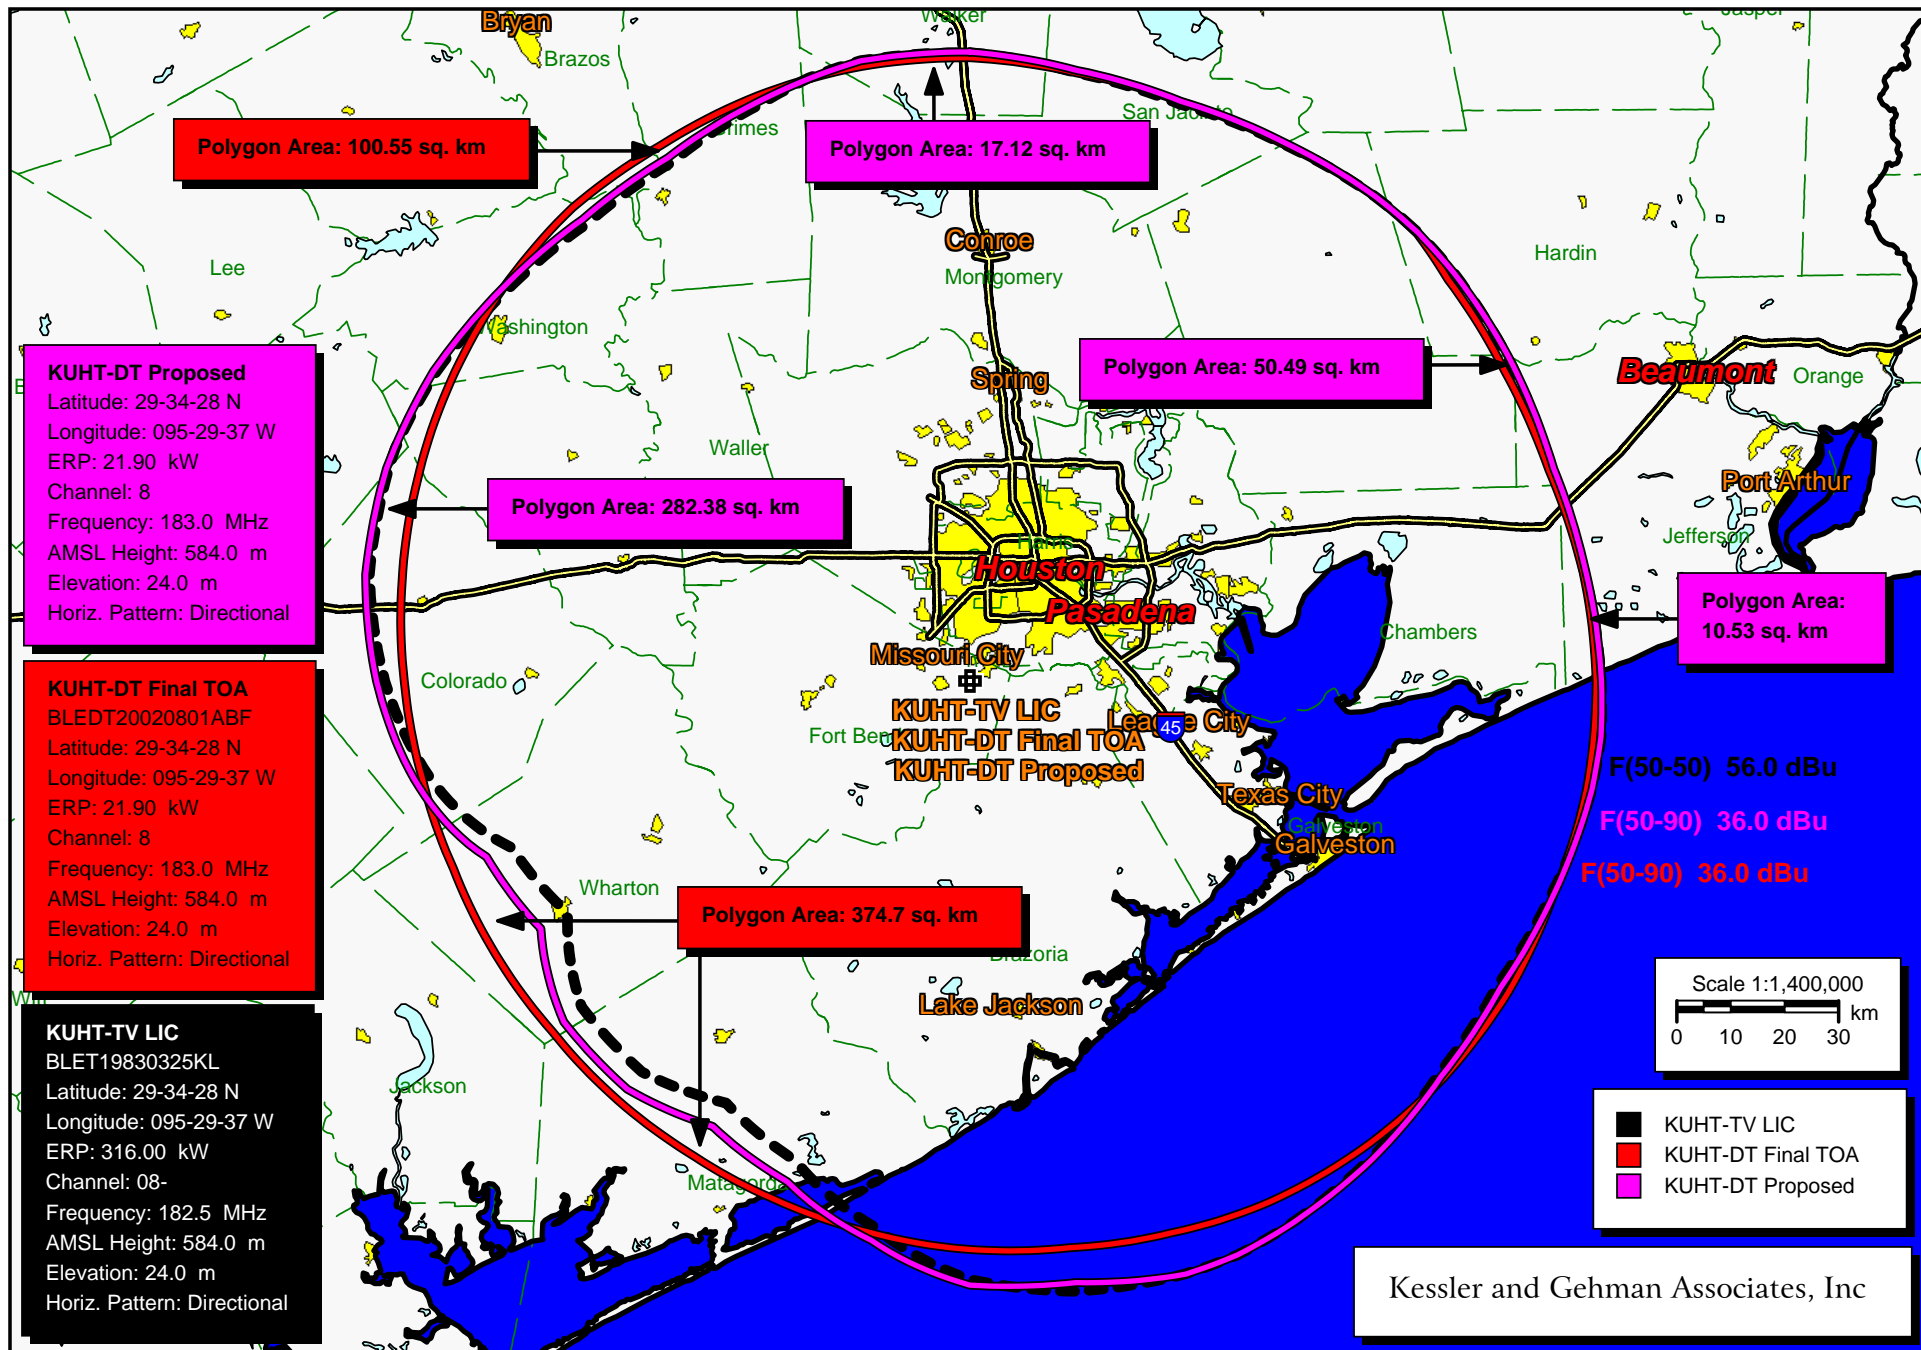 Bryan
Walker
Jasper
Brazos
San Jacinto
Grimes
Polygon Area: 100.55 sq. km
Polygon Area: 17.12 sq. km
Conroe
Montgomery
Hardin
Lee
Washington
Spring
Polygon Area: 50.49 sq. km
Beaumont
Orange
KUHT-DT Proposed
Latitude: 29-34-28 N
Longitude: 095-29-37 W
ERP: 21.90 kW
Channel: 8
Frequency: 183.0 MHz
AMSL Height: 584.0 m
Elevation: 24.0 m
Horiz. Pattern: Directional
Waller
Polygon Area: 282.38 sq. km
Port Arthur
Jefferson
Harris
Houston
Pasadena
Polygon Area:
10.53 sq. km
Chambers
Missouri City
Colorado
KUHT-DT Final TOA
BLEDT20020801ABF
Latitude: 29-34-28 N
Longitude: 095-29-37 W
ERP: 21.90 kW
Channel: 8
Frequency: 183.0 MHz
AMSL Height: 584.0 m
Elevation: 24.0 m
Horiz. Pattern: Directional
KUHT-TV LIC
League City
45
Fort Bend
KUHT-DT Final TOA
KUHT-DT Proposed
F(50-50) 56.0 dBu
Texas City
F(50-90) 36.0 dBu
Galveston
Galveston
F(50-90) 36.0 dBu
Wharton
Polygon Area: 374.7 sq. km
Brazoria
Lake Jackson
Scale 1:1,400,000
km
0 10 20 30
KUHT-TV LIC
BLET19830325KL
Latitude: 29-34-28 N
Longitude: 095-29-37 W
ERP: 316.00 kW
Channel: 08-
Frequency: 182.5 MHz
AMSL Height: 584.0 m
Elevation: 24.0 m
Horiz. Pattern: Directional
Jackson
Matagorda
KUHT-TV LIC
KUHT-DT Final TOA
KUHT-DT Proposed
Kessler and Gehman Associates, Inc